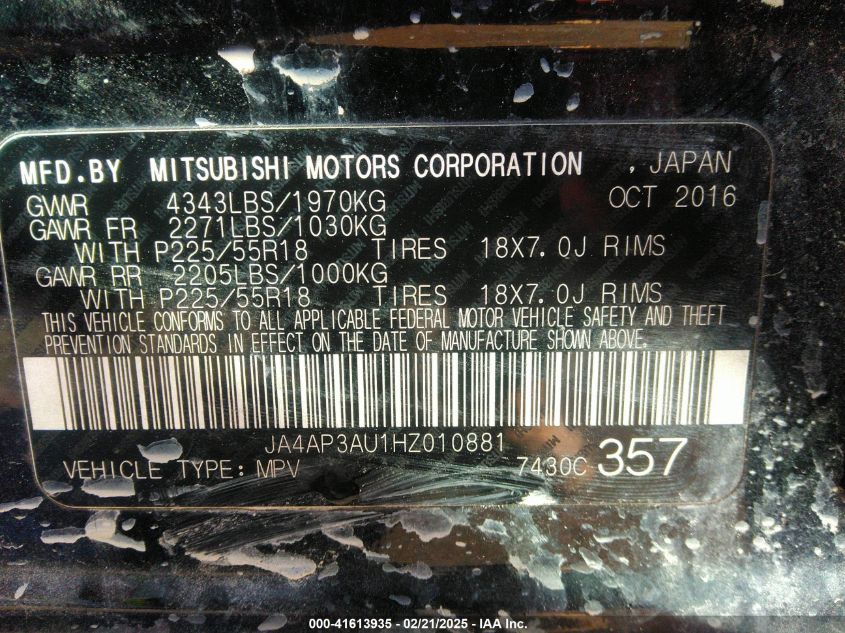 MFD.BY MITSUBISHI MOTORS CORPORATION , JAPAN
GVWR 4343LBS/1970KG OCT 2016
GAWR FR 2271LBS/1030KG
WITH P225/55R18 TIRES 18X7.0J RIMS
GAWR RR 2205LBS/1000KG
WITH P225/55R18 TIRES 18X7.0J RIMS
THIS VEHICLE CONFORMS TO ALL APPLICABLE FEDERAL MOTOR VEHICLE SAFETY AND THEFT
PREVENTION STANDARDS IN EFFECT ON THE DATE OF MANUFACTURE SHOWN ABOVE.
JA4AP3AU1HZ010881
VEHICLE TYPE: MPV 7430C 357
000-41613935 - 02/21/2025 - IAA Inc.